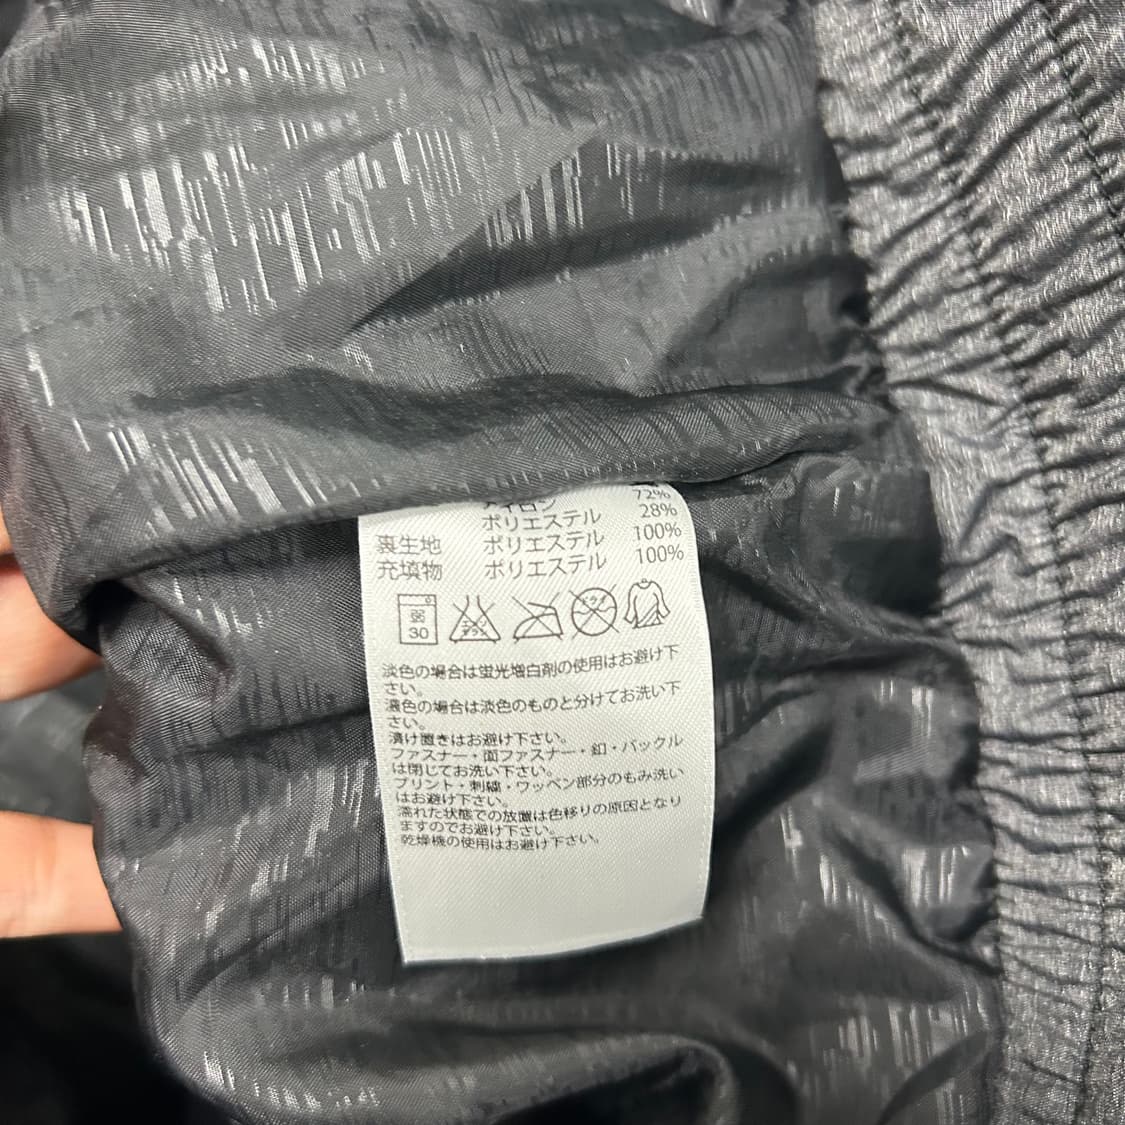 72%
ポリエステル 28%
裏生地 ポリエステル 100%
充填物 ポリエステル 100%
弱
30
エンソ
サラシ
ドライ
淡色の場合は蛍光増白剤の使用はお避け下
さい。
濃色の場合は淡色のものと分けてお洗い下
さい。
漬け置きはお避け下さい。
ファスナー・面ファスナー・釦・バックル
は閉じてお洗い下さい。
プリント・刺繍・ワッペン部分のもみ洗い
はお避け下さい。
濡れた状態での放置は色移りの原因となり
ますのでお避け下さい。
乾燥機の使用はお避け下さい。